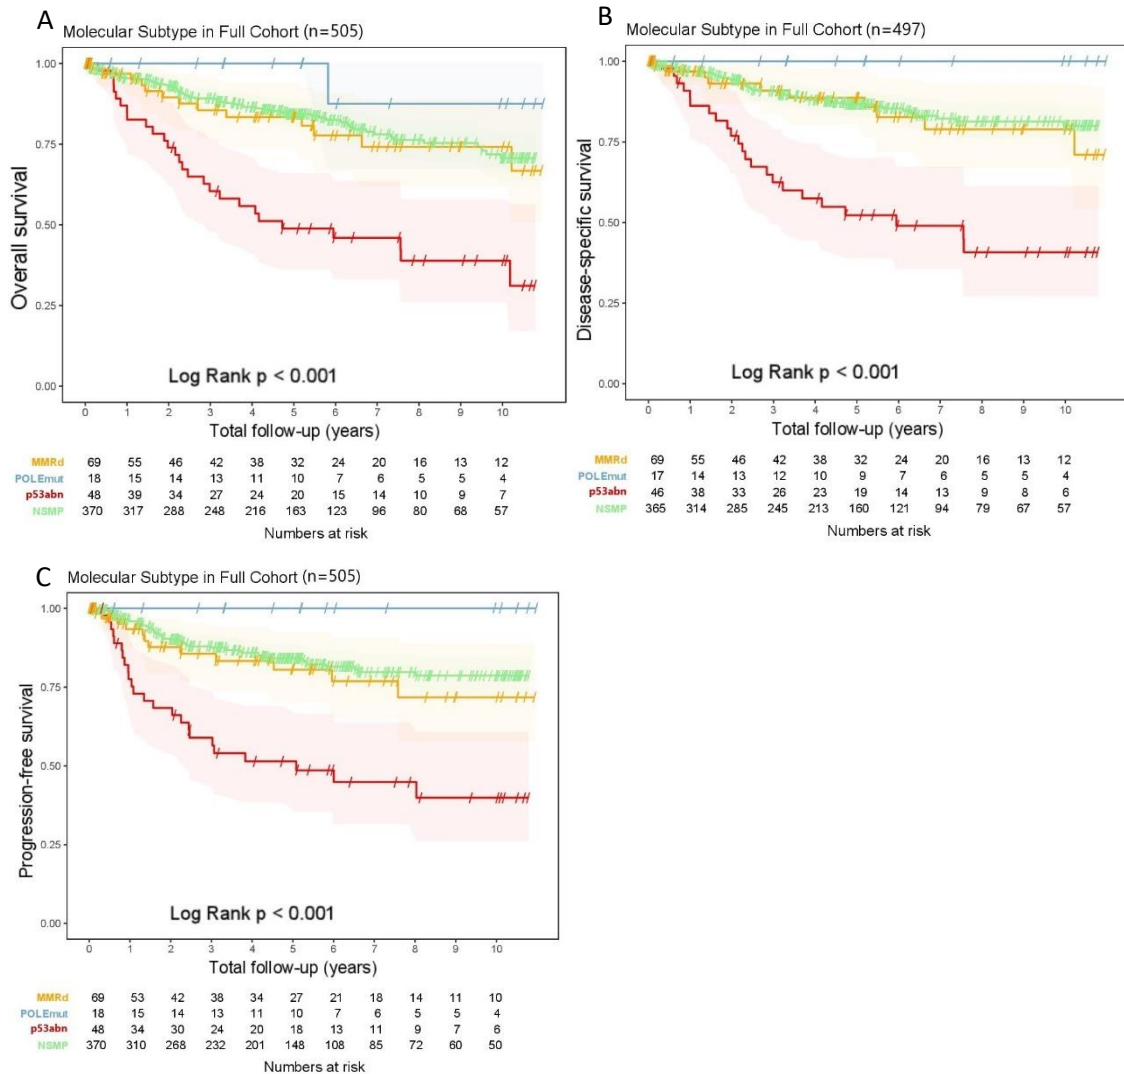 A
Molecular Subtype in Full Cohort (n=505)
Overall survival
1.00
0.75
0.50
0.25
0.00
Log Rank p < 0.001
0 1 2 3 4 5 6 7 8 9 10
Total follow-up (years)
MMRd 69 55 46 42 38 32 24 20 16 13 12
POLEmut 18 15 14 13 11 10 7 6 5 5 4
p53abn 48 39 34 27 24 20 15 14 10 9 7
NSMP 370 317 288 248 216 163 123 96 80 68 57
Numbers at risk
B
Molecular Subtype in Full Cohort (n=497)
Disease-specific survival
1.00
0.75
0.50
0.25
0.00
Log Rank p < 0.001
0 1 2 3 4 5 6 7 8 9 10
Total follow-up (years)
MMRd 69 55 46 42 38 32 24 20 16 13 12
POLEmut 17 14 13 12 10 9 7 6 5 5 4
p53abn 46 38 33 26 23 19 14 13 9 8 6
NSMP 365 314 285 245 213 160 121 94 79 67 57
Numbers at risk
C
Molecular Subtype in Full Cohort (n=505)
Progression-free survival
1.00
0.75
0.50
0.25
0.00
Log Rank p < 0.001
0 1 2 3 4 5 6 7 8 9 10
Total follow-up (years)
MMRd 69 53 42 38 34 27 21 18 14 11 10
POLEmut 18 15 14 13 11 10 7 6 5 5 4
p53abn 48 34 30 24 20 18 13 11 9 7 6
NSMP 370 310 268 232 201 148 108 85 72 60 50
Numbers at risk